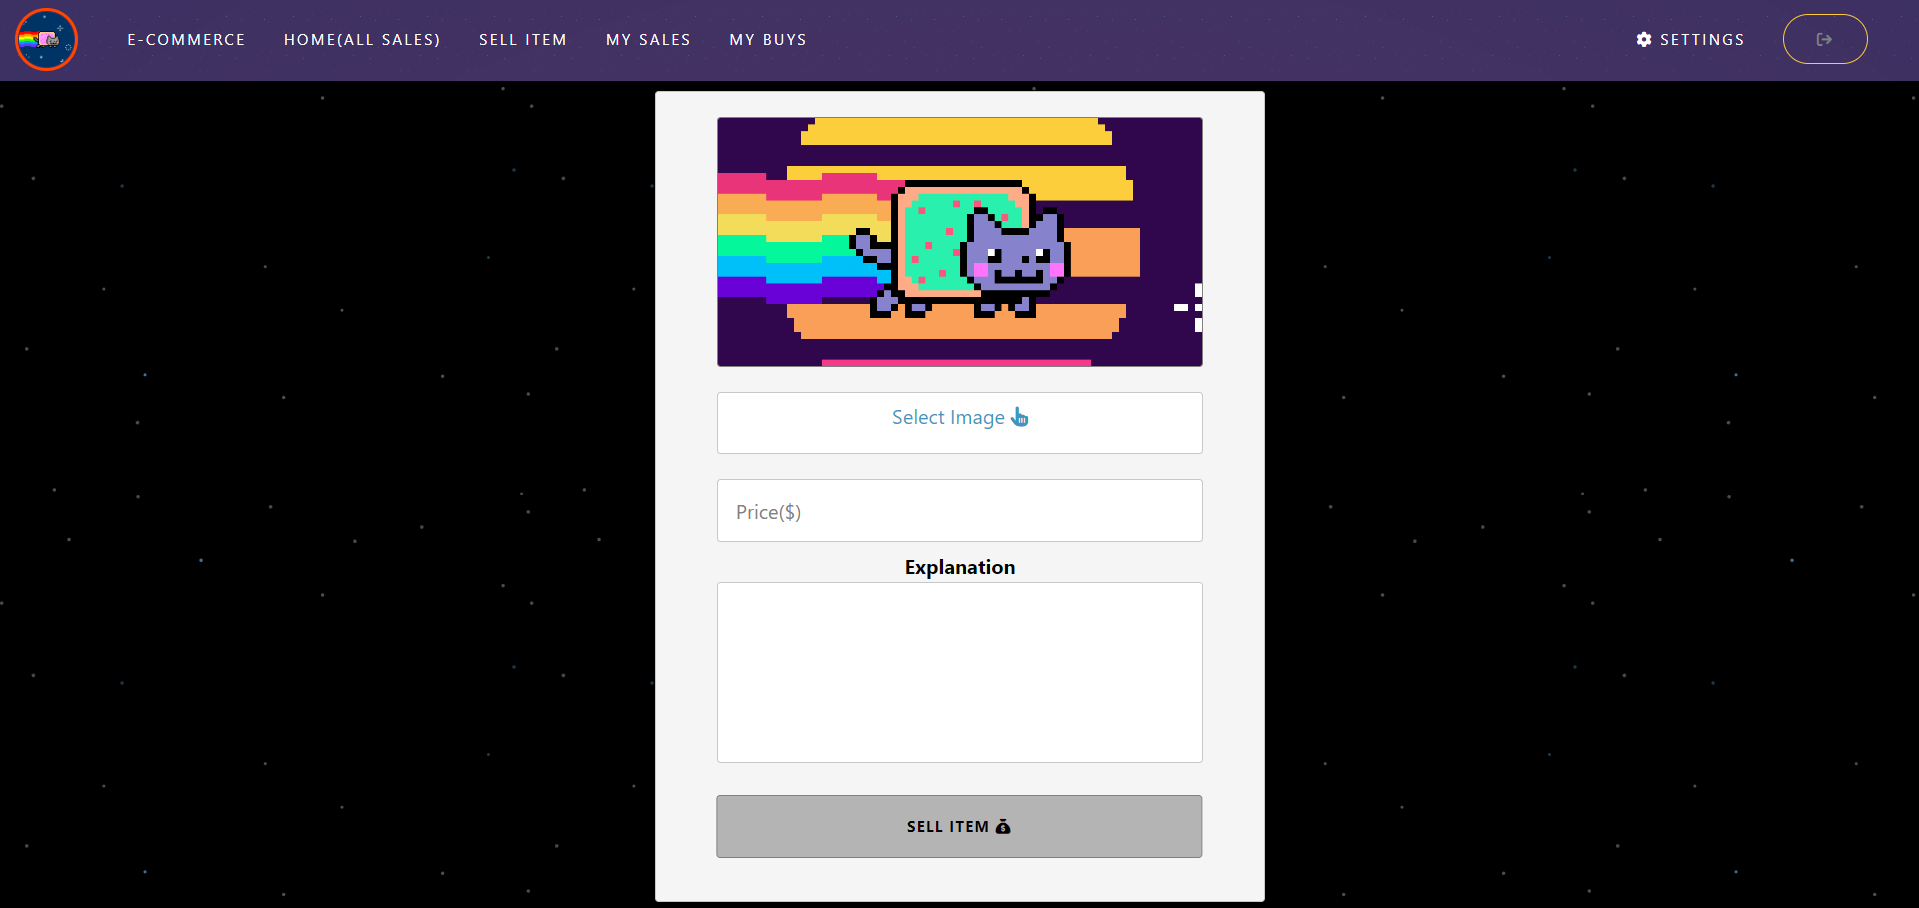 E-COMMERCE HOME(ALL SALES) SELL ITEM MY SALES MY BUYS SETTINGS
Select Image
Price($)
Explanation
SELL ITEM